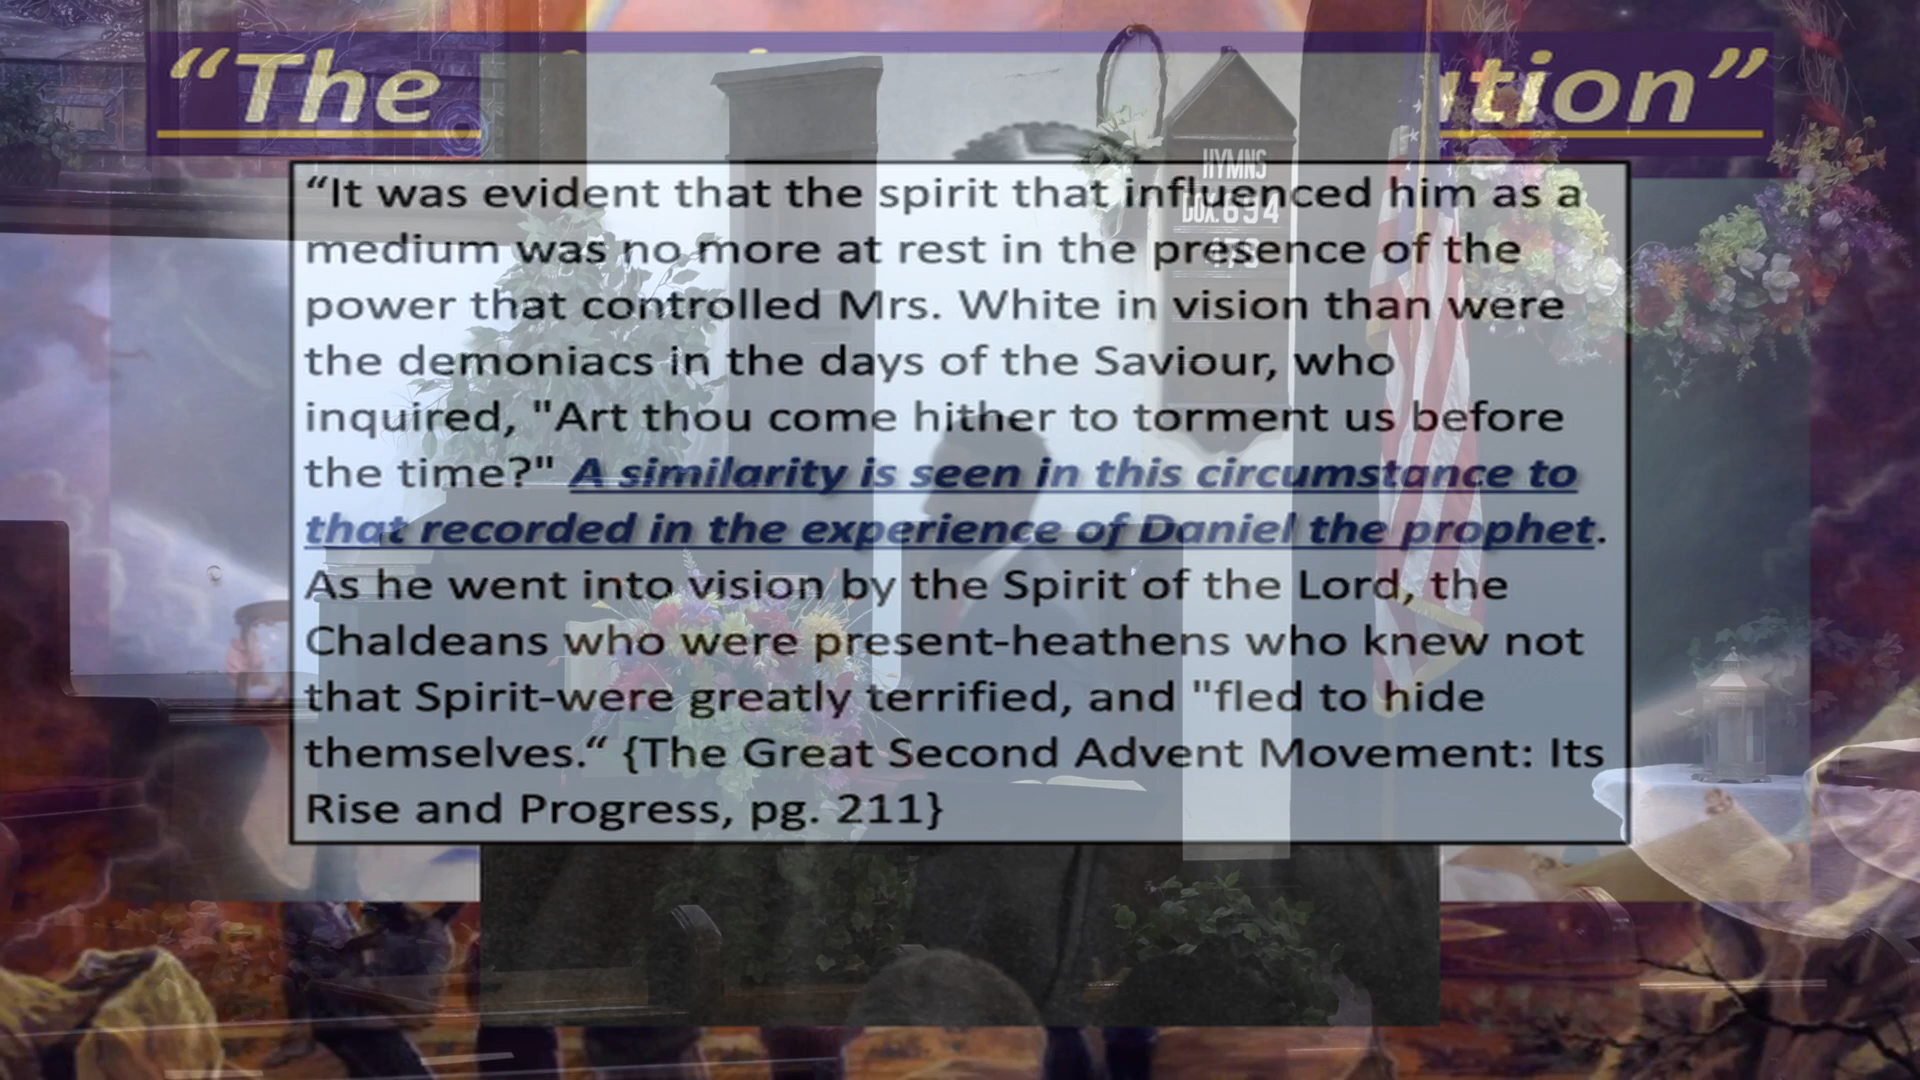 “The
tion”
HYMNS
DOX. 694
“It was evident that the spirit that influenced him as a
medium was no more at rest in the presence of the
power that controlled Mrs. White in vision than were
the demoniacs in the days of the Saviour, who
inquired, "Art thou come hither to torment us before
the time?" A similarity is seen in this circumstance to
that recorded in the experience of Daniel the prophet.
As he went into vision by the Spirit of the Lord, the
Chaldeans who were present-heathens who knew not
that Spirit-were greatly terrified, and "fled to hide
themselves.“ {The Great Second Advent Movement: Its
Rise and Progress, pg. 211}